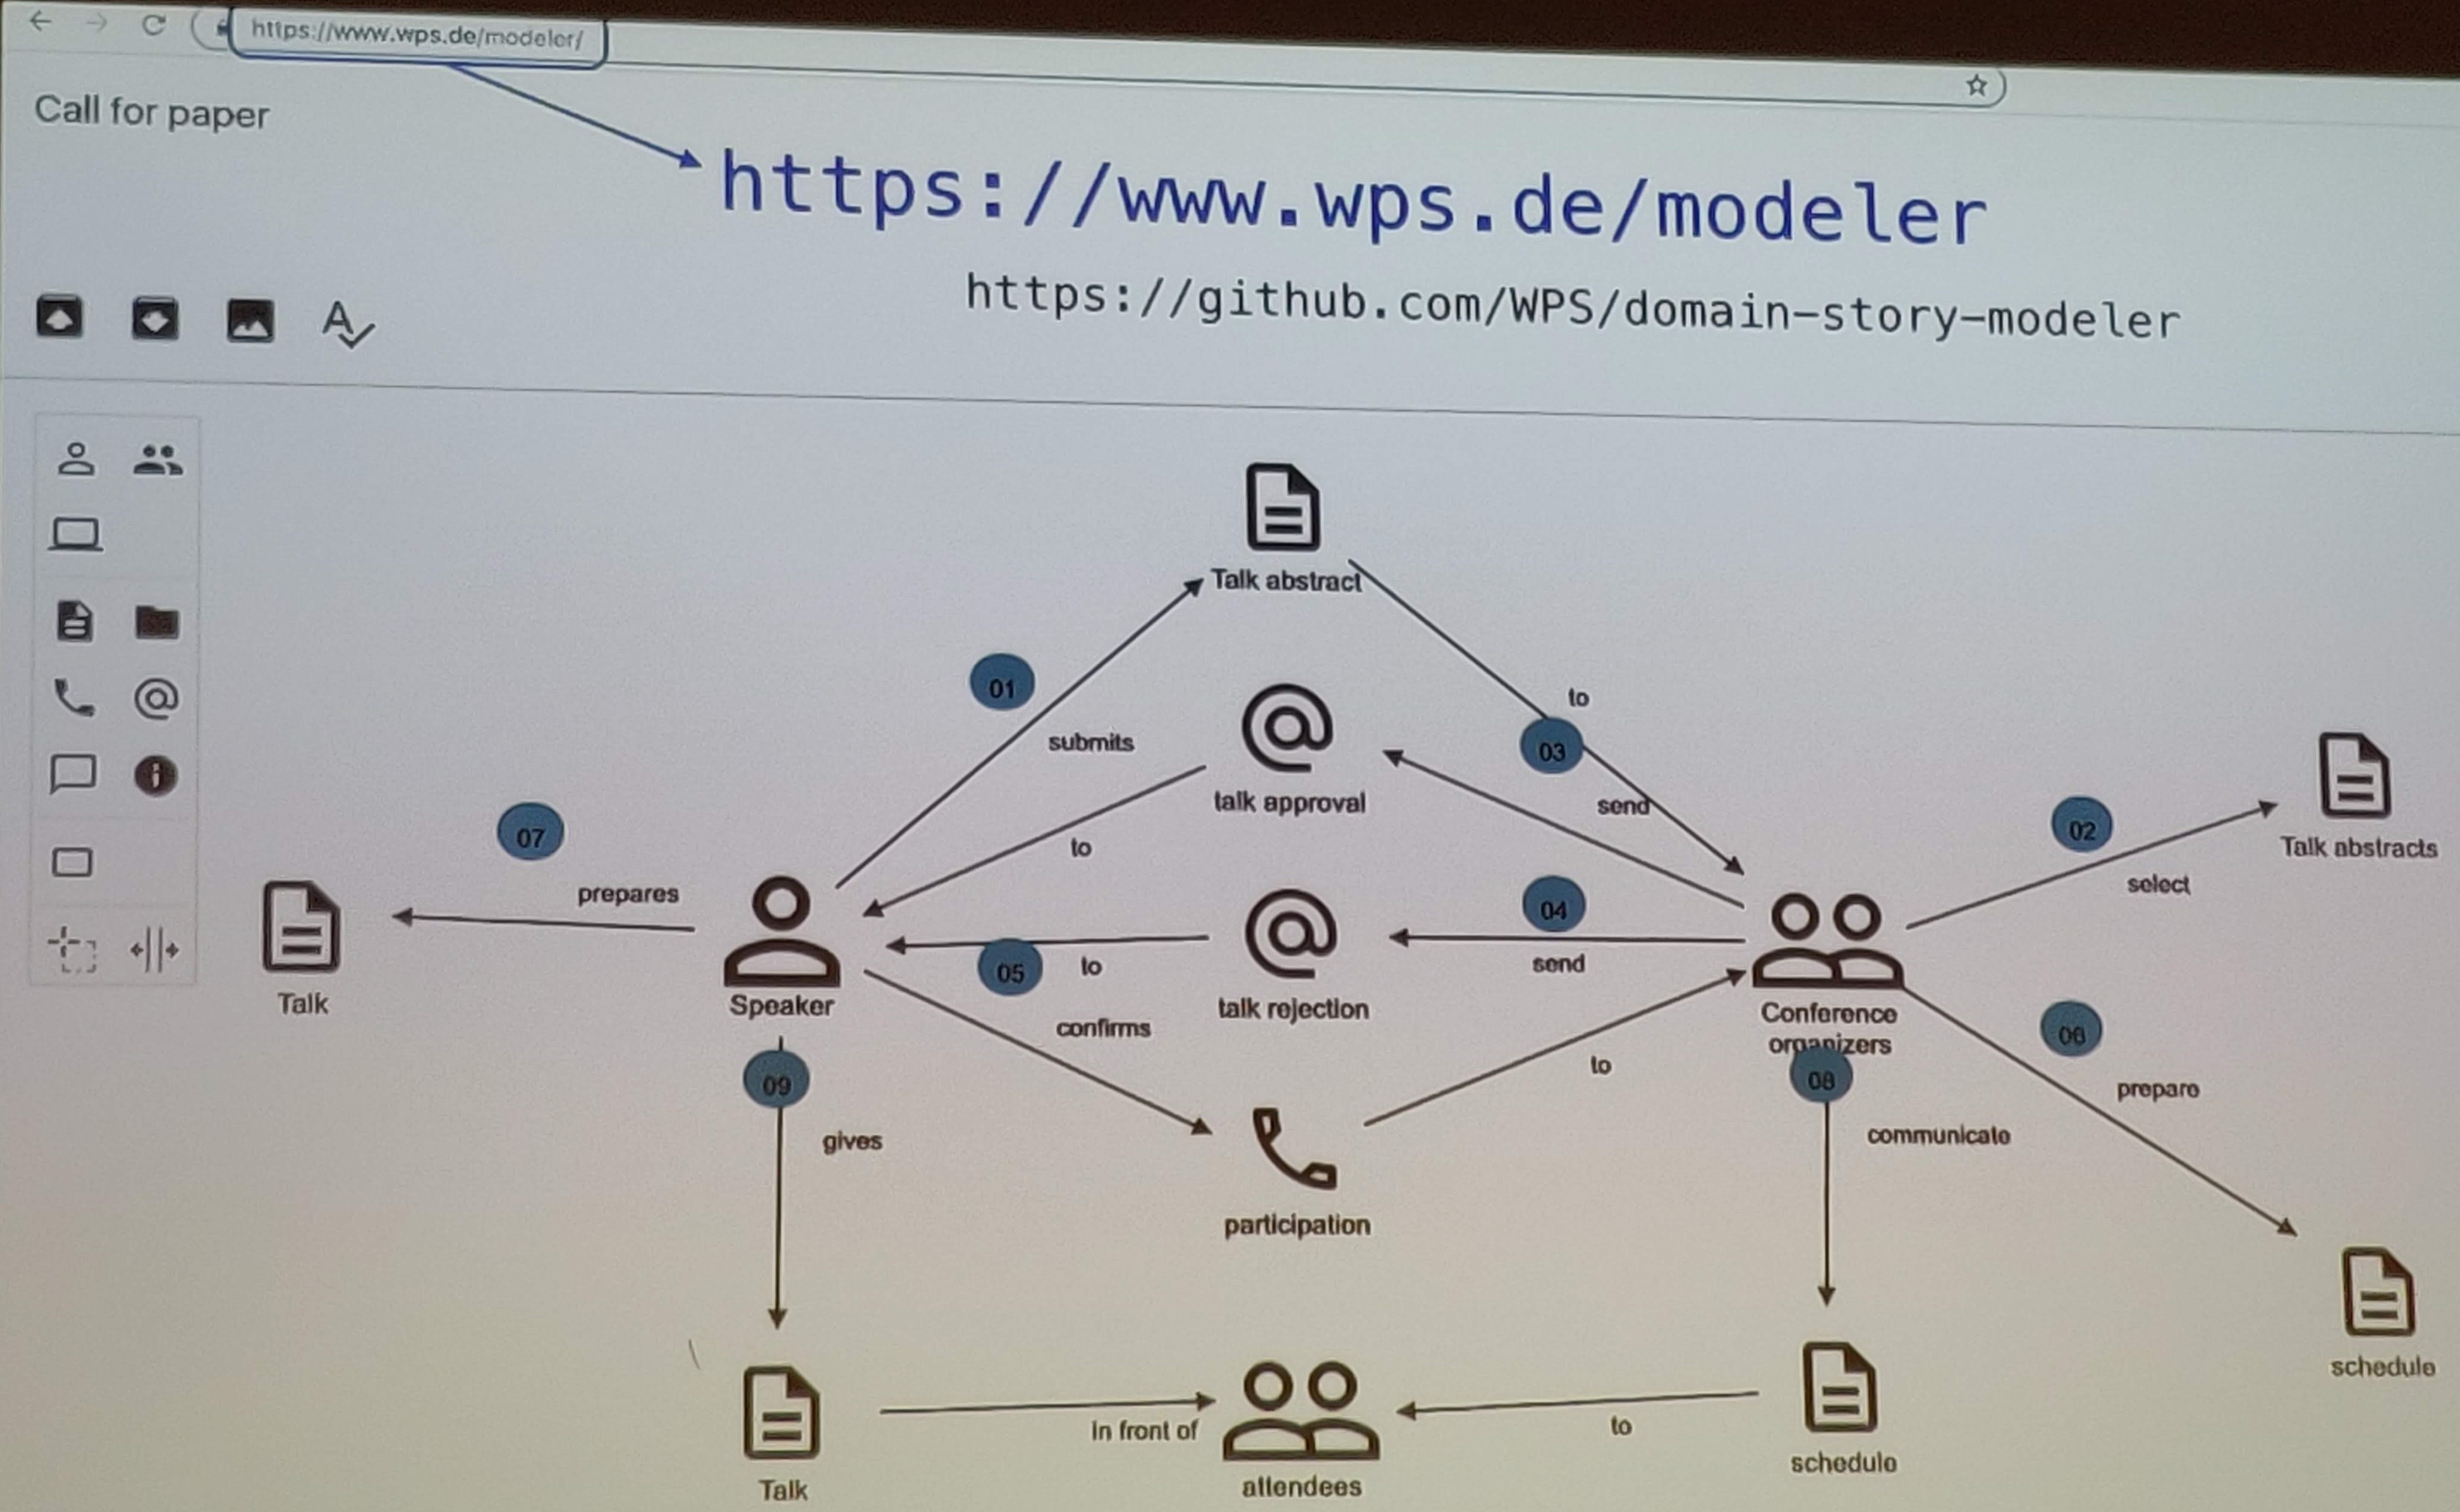 https://www.wps.de/modeler/
Call for paper
https://www.wps.de/modeler
https://github.com/WPS/domain-story-modeler
A
Talk abstract
01
submits
to
03
talk approval
send
to
02
select
Talk abstracts
07
prepares
Talk
Speaker
04
send
05
to
talk rejection
confirms
Conference
organizers
06
prepare
to
09
gives
08
communicate
participation
schedule
Talk
In front of
attendees
to
schedule